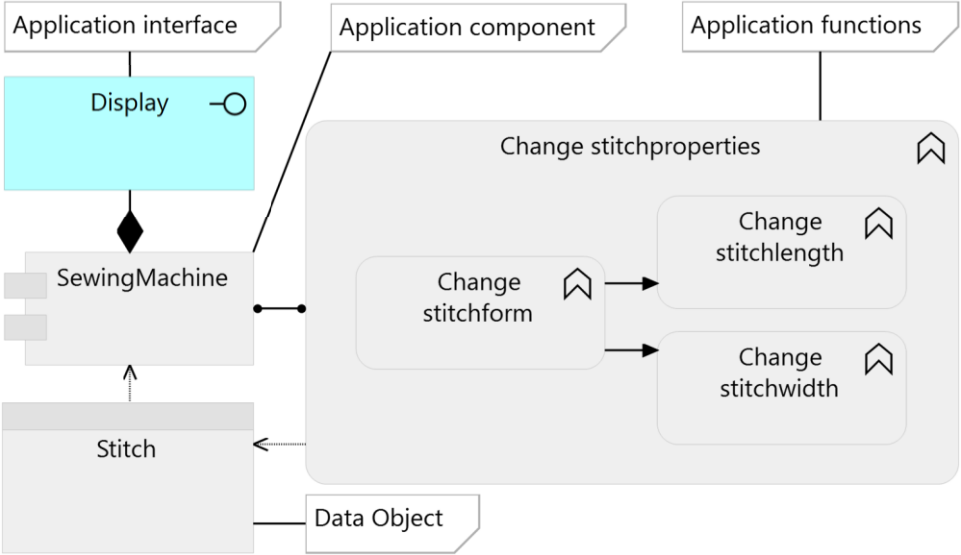 Application interface
Application component
Application functions
Display
Change stitchproperties
SewingMachine
Change
stitchform
Change
stitchlength
Change
stitchwidth
Stitch
Data Object